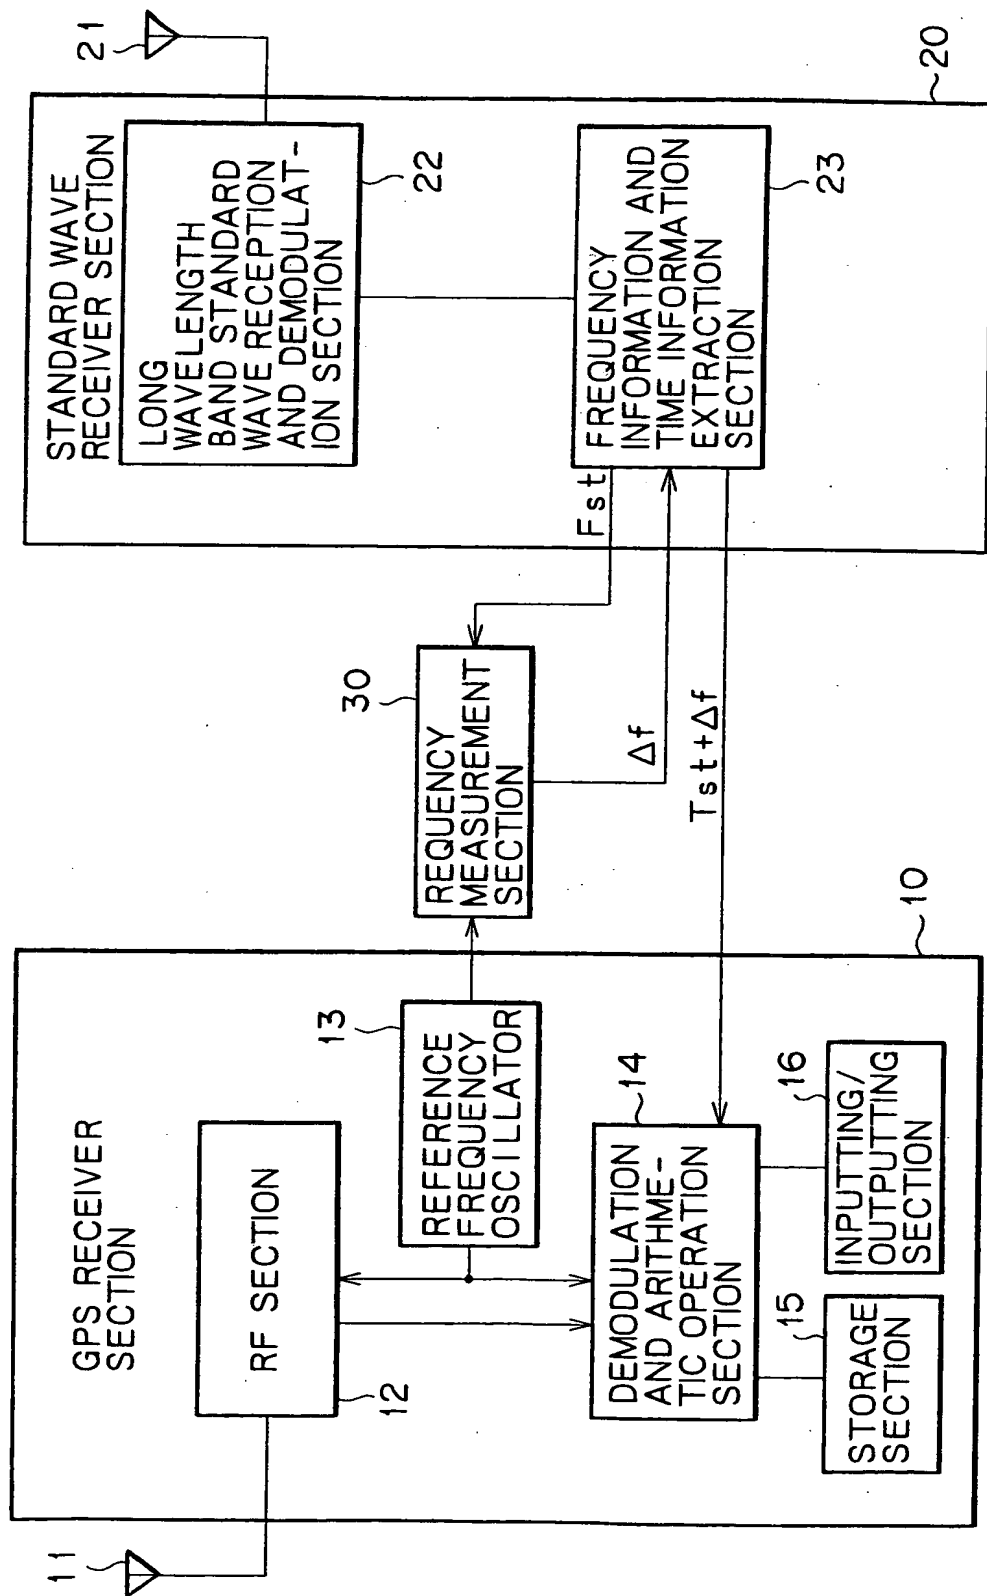 GPS RECEIVER
SECTION
11
RF SECTION
12
REFERENCE
FREQUENCY
OSCILLATOR
13
DEMODULATION
AND ARITHME-
TIC OPERATION
SECTION
14
STORAGE
SECTION
15
INPUTTING/
OUTPUTTING
SECTION
16
10
REQUENCY
MEASUREMENT
SECTION
30
Fst
Δf
Tst+Δf
STANDARD WAVE
RECEIVER SECTION
21
LONG
WAVELENGTH
BAND STANDARD
WAVE RECEPTION
AND DEMODULAT-
ION SECTION
22
FREQUENCY
INFORMATION AND
TIME INFORMATION
EXTRACTION
SECTION
23
20